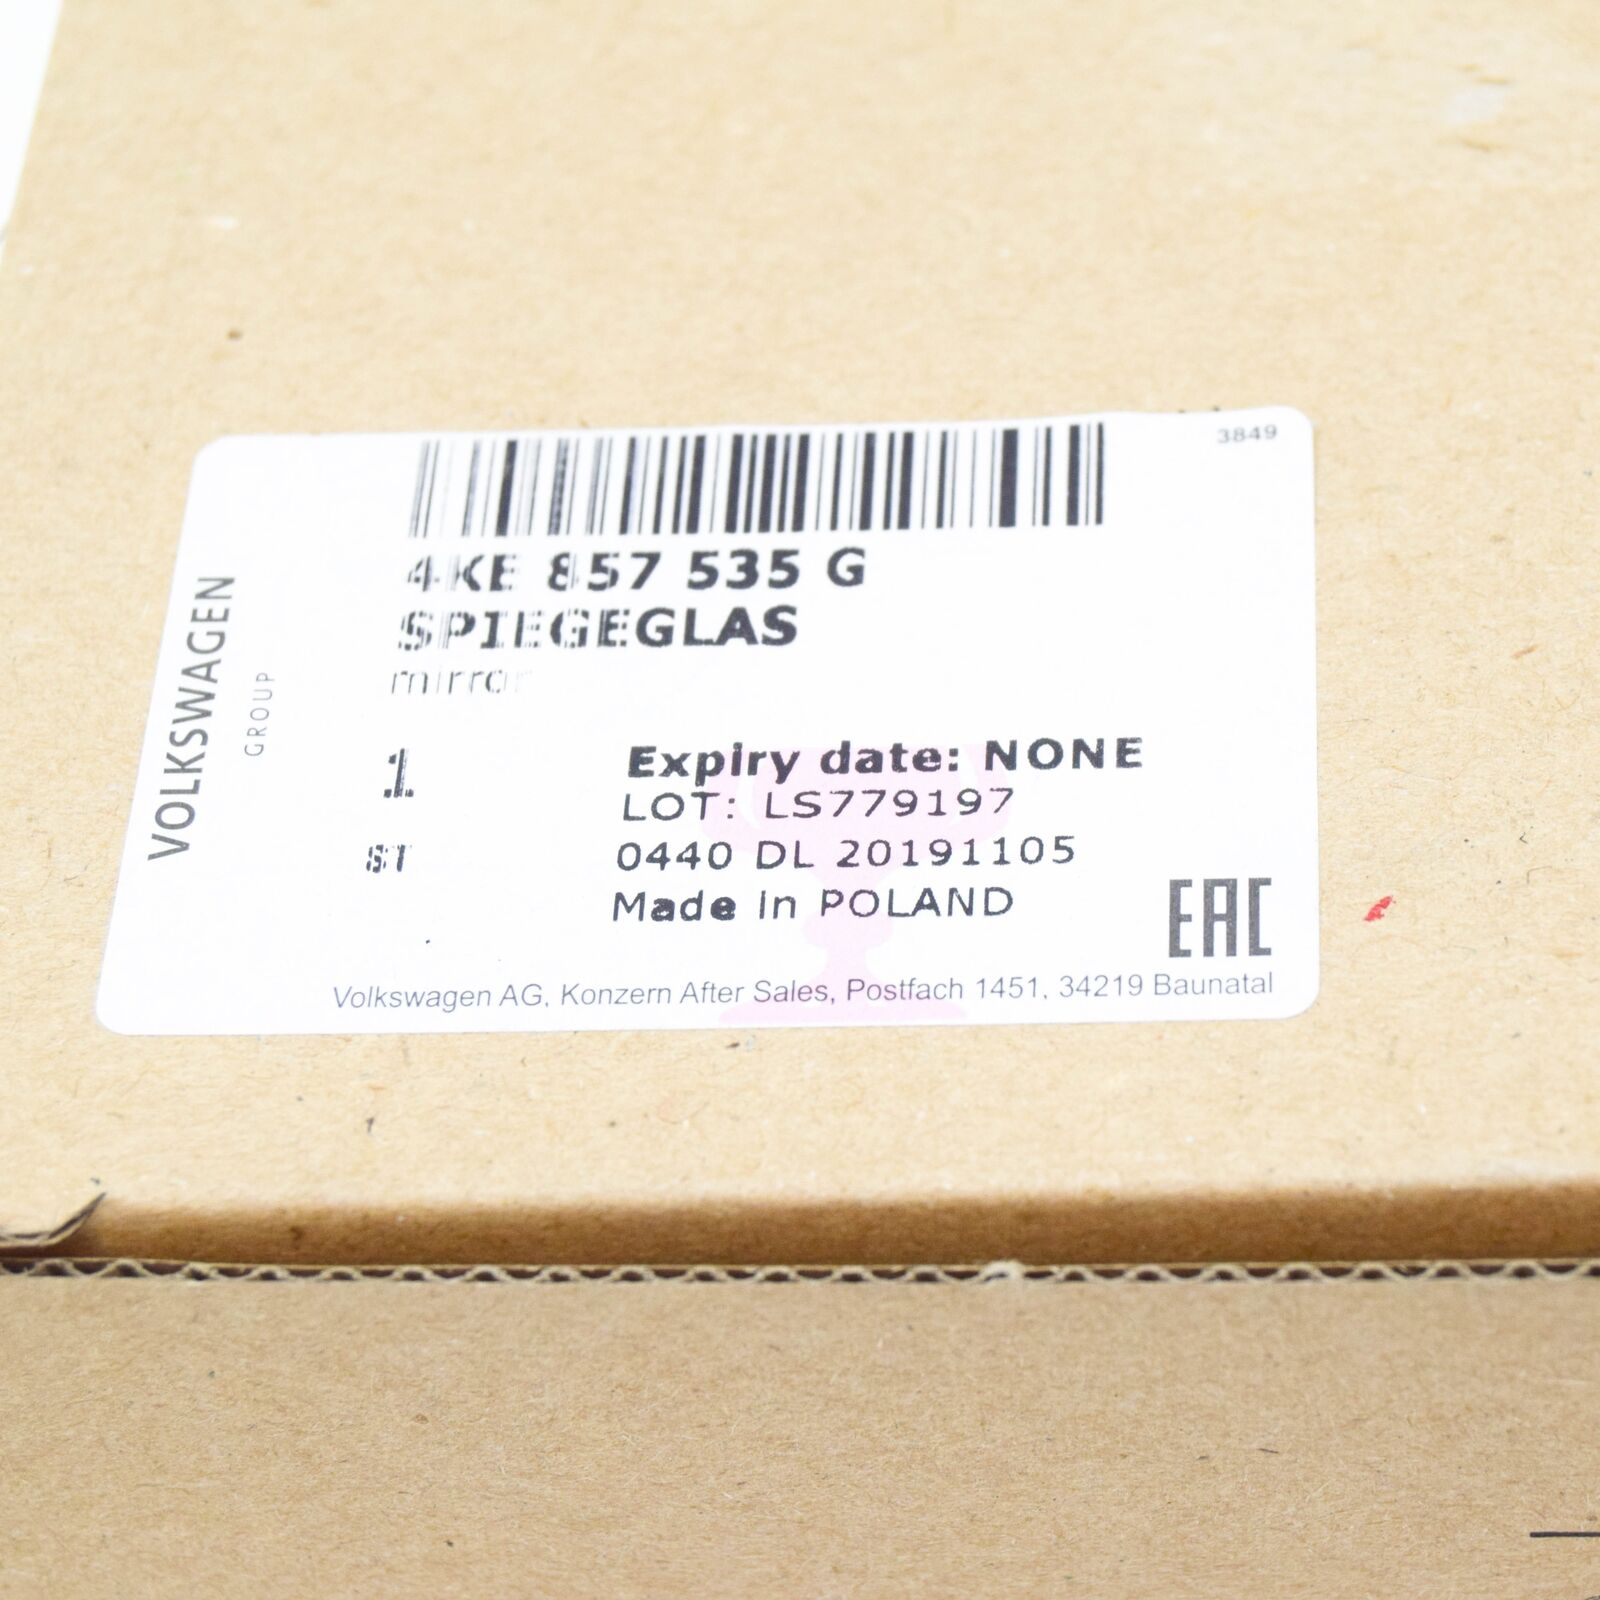 3849
4KE 857 535 G
SPIEGEGLAS
mirror
VOLKSWAGEN
GROUP
1
Expiry date: NONE
LOT: LS779197
ST
0440 DL 20191105
Made in POLAND
EAC
Volkswagen AG, Konzern After Sales, Postfach 1451, 34219 Baunatal